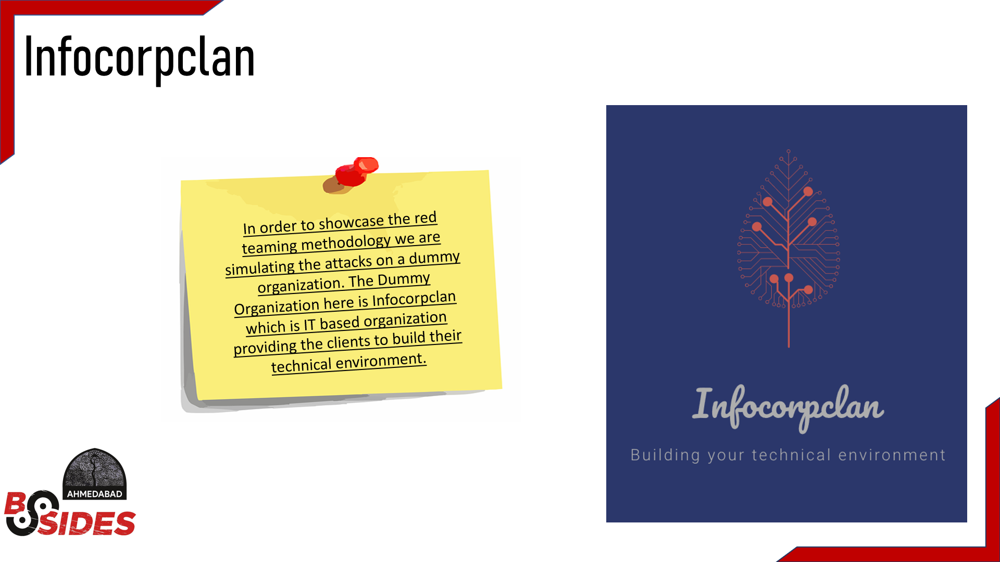 Infocorpclan
In order to showcase the red
teaming methodology we are
simulating the attacks on a dummy
organization. The Dummy
Organization here is Infocorpclan
which is IT based organization
providing the clients to build their
technical environment.
Infocorpclan
Building your technical environment
AHMEDABAD
BSIDES